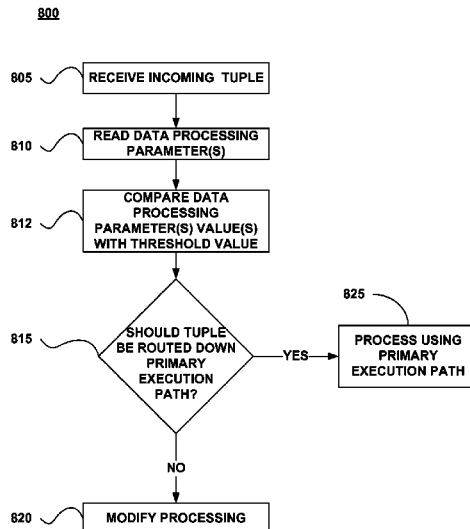 800
805
RECEIVE INCOMING TUPLE
810
READ DATA PROCESSING
PARAMETER(S)
812
COMPARE DATA
PROCESSING
PARAMETER(S) VALUE(S)
WITH THRESHOLD VALUE
815
SHOULD TUPLE
BE ROUTED DOWN
PRIMARY
EXECUTION
PATH?
YES
825
PROCESS USING
PRIMARY
EXECUTION PATH
NO
820
MODIFY PROCESSING